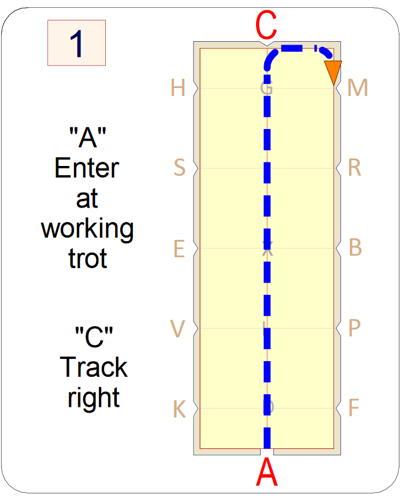 1
C
H G M
"A"
Enter
at
working
trot
S R
E X B
"C"
Track
right
V P
K F
A